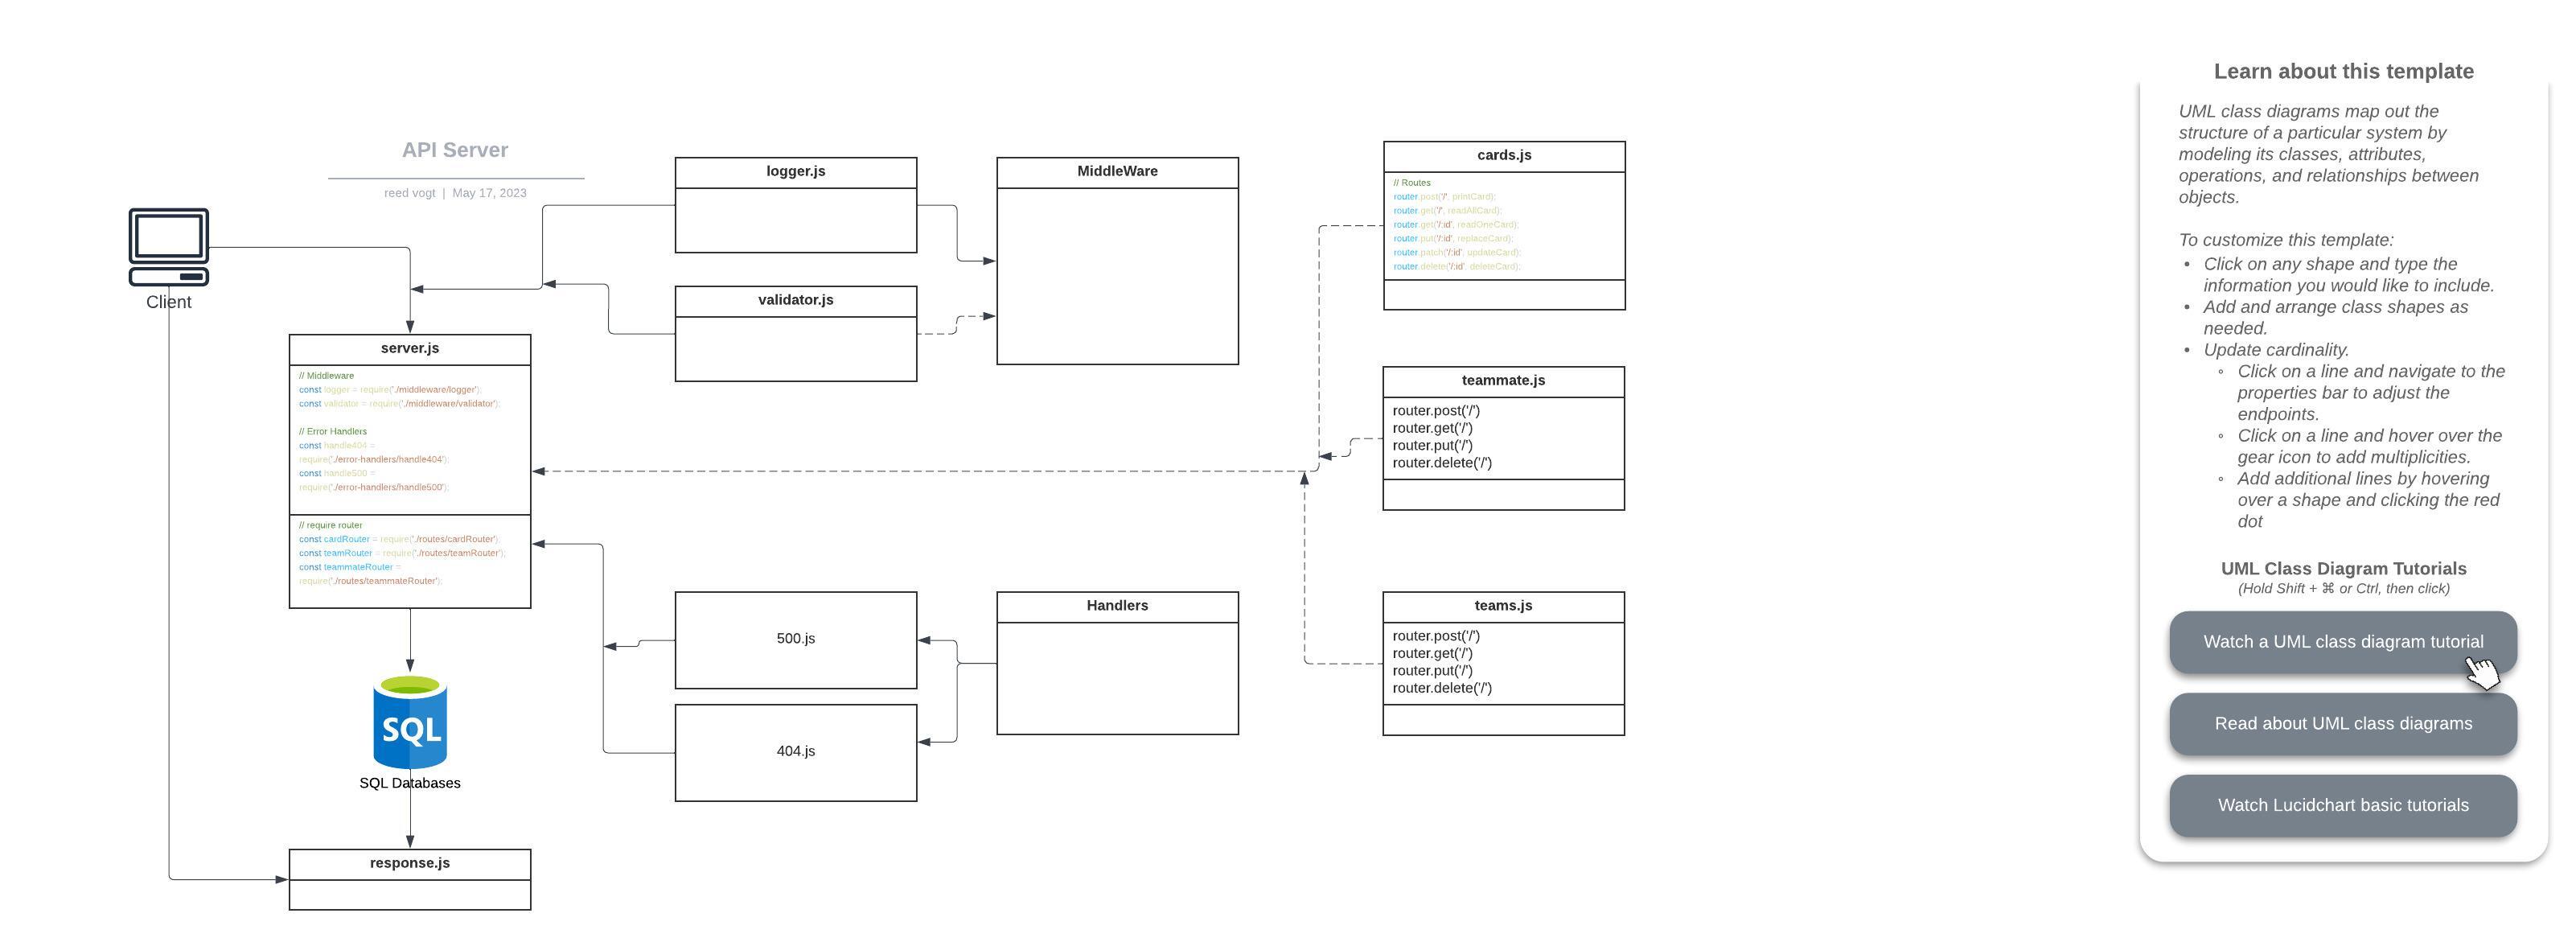 API Server
reed vogt | May 17, 2023
Client
server.js
// Middleware
const logger = require('./middleware/logger');
const validator = require('./middleware/validator');
// Error Handlers
const handle404 =
require('./error-handlers/handle404');
const handle500 =
require('./error-handlers/handle500');
// require router
const cardRouter = require('./routes/cardRouter');
const teamRouter = require('./routes/teamRouter');
const teammateRouter =
require('./routes/teammateRouter');
SQL
SQL Databases
response.js
logger.js
validator.js
MiddleWare
500.js
404.js
Handlers
cards.js
// Routes
router.post('/', printCard);
router.get('/', readAllCard);
router.get('/:id', readOneCard);
router.put('/:id', replaceCard);
router.patch('/:id', updateCard);
router.delete('/:id', deleteCard);
teammate.js
router.post('/')
router.get('/')
router.put('/')
router.delete('/')
teams.js
router.post('/')
router.get('/')
router.put('/')
router.delete('/')
Learn about this template
UML class diagrams map out the
structure of a particular system by
modeling its classes, attributes,
operations, and relationships between
objects.
To customize this template:
• Click on any shape and type the
information you would like to include.
• Add and arrange class shapes as
needed.
• Update cardinality.
◦ Click on a line and navigate to the
properties bar to adjust the
endpoints.
◦ Click on a line and hover over the
gear icon to add multiplicities.
◦ Add additional lines by hovering
over a shape and clicking the red
dot
UML Class Diagram Tutorials
(Hold Shift + ⌘ or Ctrl, then click)
Watch a UML class diagram tutorial
Read about UML class diagrams
Watch Lucidchart basic tutorials